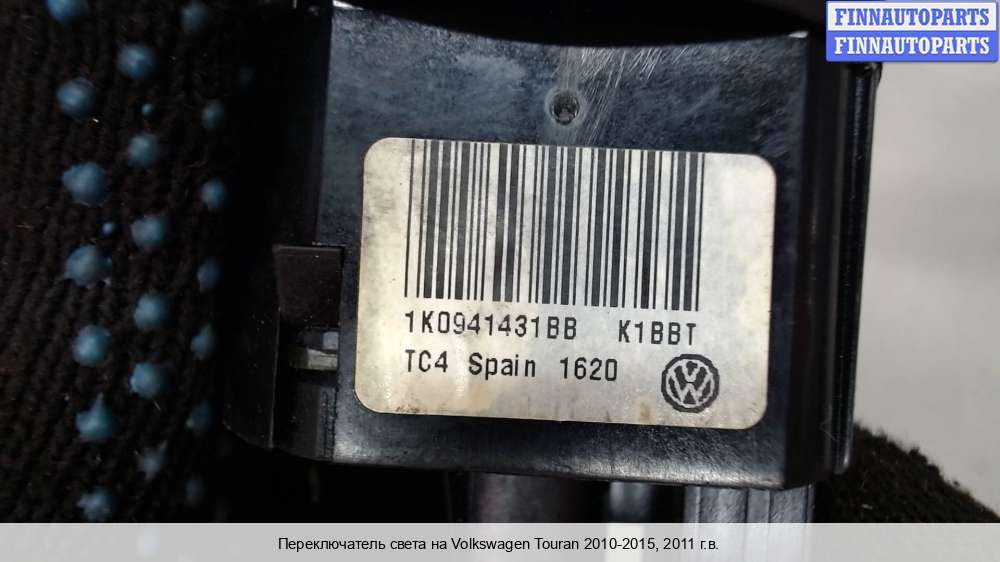 FINNAUTOPARTS
FINNAUTOPARTS
1K0941431BB K1BBT
TC4 Spain 1620
Переключатель света на Volkswagen Touran 2010-2015, 2011 г.в.